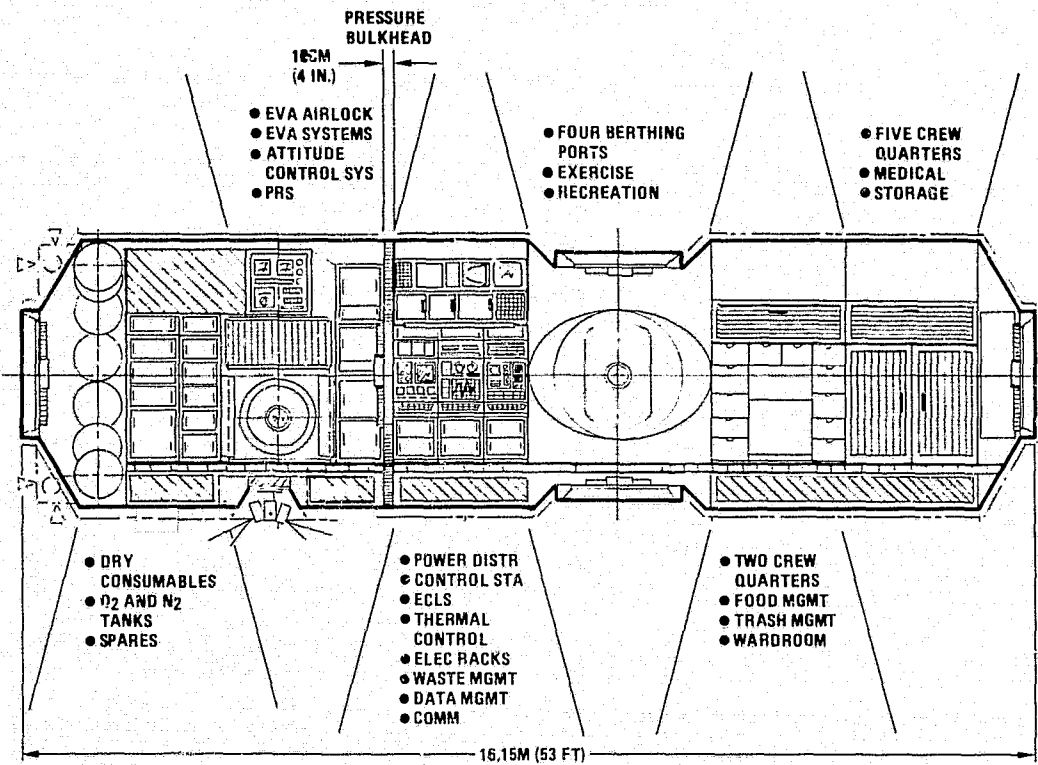 PRESSURE
BULKHEAD
10CM
(4 IN.)
● EVA AIRLOCK
● EVA SYSTEMS
● ATTITUDE
CONTROL SYS
● PRS
● FOUR BERTHING
PORTS
● EXERCISE
● RECREATION
● FIVE CREW
QUARTERS
● MEDICAL
● STORAGE
● DRY
CONSUMABLES
● O2 AND N2
TANKS
● SPARES
● POWER DISTR
● CONTROL STA
● ECLS
● THERMAL
CONTROL
● ELEC RACKS
● WASTE MGMT
● DATA MGMT
● COMM
● TWO CREW
QUARTERS
● FOOD MGMT
● TRASH MGMT
● WARDROOM
16,15M (53 FT)